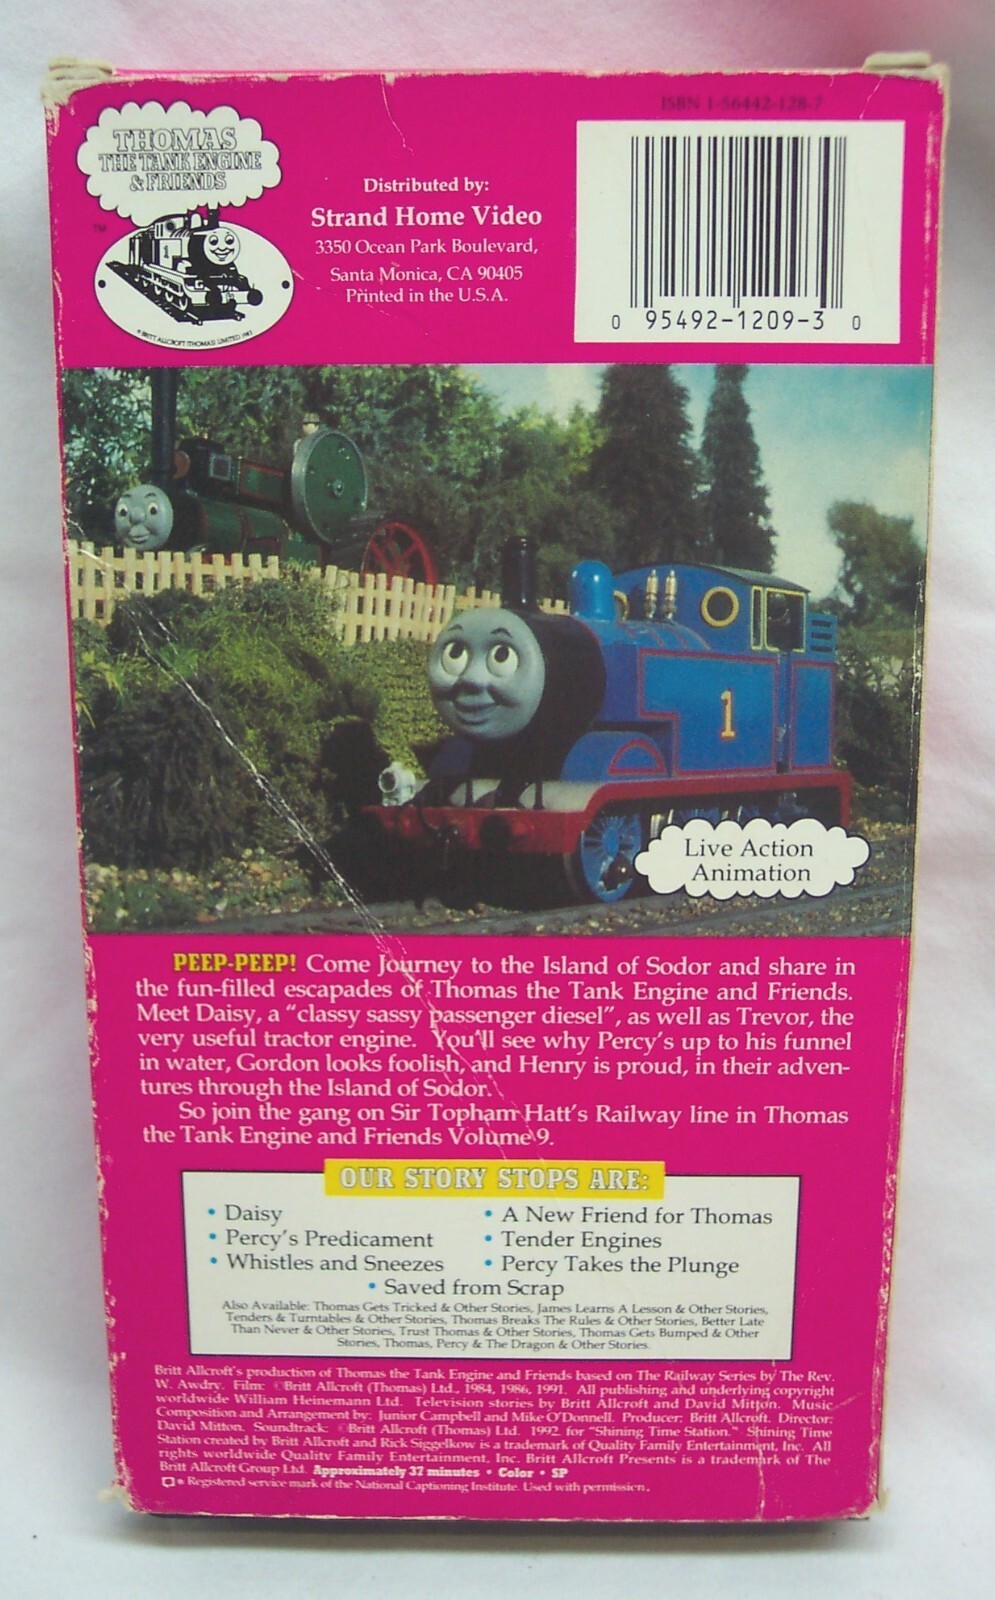 THOMAS
THE TANK ENGINE
& FRIENDS
TM
1
© BRITT ALLCROFT (THOMAS) LIMITED 1983
Distributed by:
Strand Home Video
3350 Ocean Park Boulevard,
Santa Monica, CA 90405
Printed in the U.S.A.
ISBN 1-56442-128-7
0 95492-1209-3 0
1
Live Action
Animation
PEEP-PEEP! Come Journey to the Island of Sodor and share in
the fun-filled escapades of Thomas the Tank Engine and Friends.
Meet Daisy, a "classy sassy passenger diesel", as well as Trevor, the
very useful tractor engine. You'll see why Percy's up to his funnel
in water, Gordon looks foolish, and Henry is proud, in their adven-
tures through the Island of Sodor.
So join the gang on Sir Topham Hatt's Railway line in Thomas
the Tank Engine and Friends Volume 9.
OUR STORY STOPS ARE:
• Daisy
• Percy's Predicament
• Whistles and Sneezes
• A New Friend for Thomas
• Tender Engines
• Percy Takes the Plunge
• Saved from Scrap
Also Available: Thomas Gets Tricked & Other Stories, James Learns A Lesson & Other Stories,
Tenders & Turntables & Other Stories, Thomas Breaks The Rules & Other Stories, Better Late
Than Never & Other Stories, Trust Thomas & Other Stories, Thomas Gets Bumped & Other
Stories, Thomas, Percy & The Dragon & Other Stories.
Britt Allcroft's production of Thomas the Tank Engine and Friends based on The Railway Series by The Rev.
W. Awdry. Film: ©Britt Allcroft (Thomas) Ltd., 1984, 1986, 1991. All publishing and underlying copyright
worldwide William Heinemann Ltd. Television stories by Britt Allcroft and David Mitton. Music
Composition and Arrangement by: Junior Campbell and Mike O'Donnell. Producer: Britt Allcroft. Director:
David Mitton. Soundtrack: ©Britt Allcroft (Thomas) Ltd. 1992. for "Shining Time Station." Shining Time
Station created by Britt Allcroft and Rick Siggelkow is a trademark of Quality Family Entertainment, Inc. All
rights worldwide Quality Family Entertainment, Inc. Britt Allcroft Presents is a trademark of The
Britt Allcroft Group Ltd. Approximately 37 minutes • Color • SP
® Registered service mark of the National Captioning Institute. Used with permission.